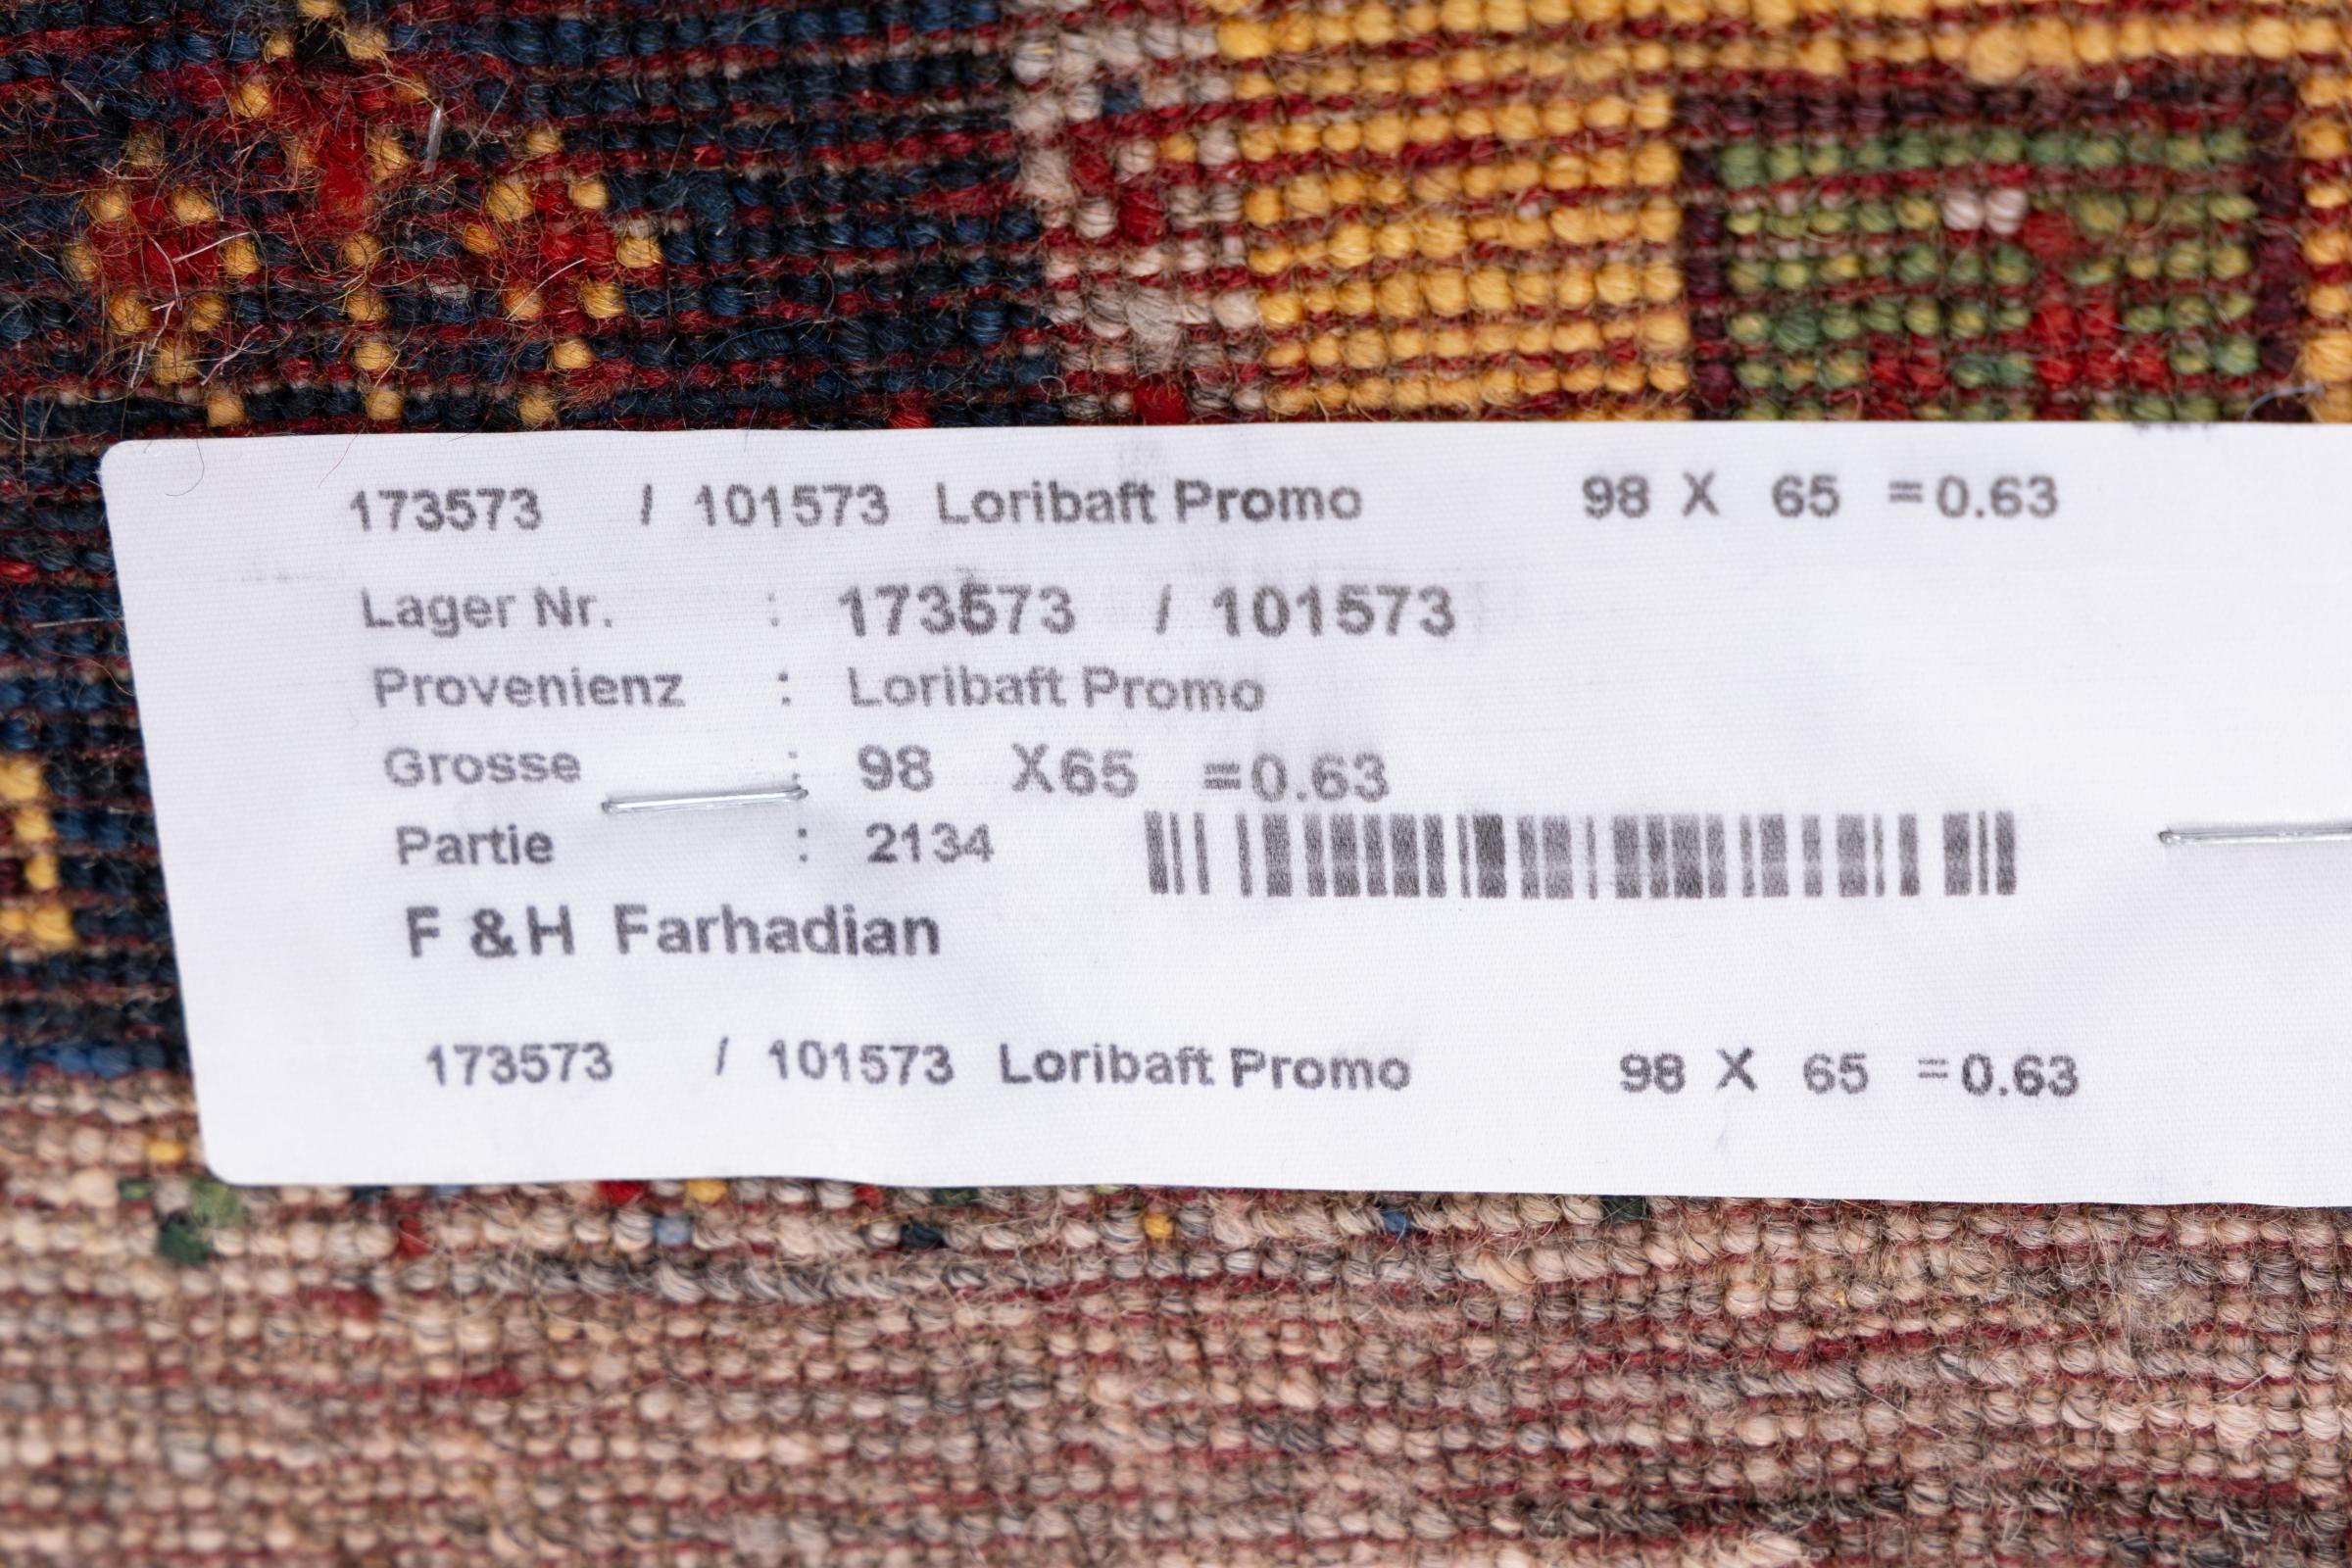 173573 / 101573 Loribaft Promo 98 X 65 =0.63
Lager Nr. : 173573 / 101573
Provenienz : Loribaft Promo
Grosse : 98 X65 =0.63
Partie : 2134
F & H Farhadian
173573 / 101573 Loribaft Promo 98 X 65 =0.63